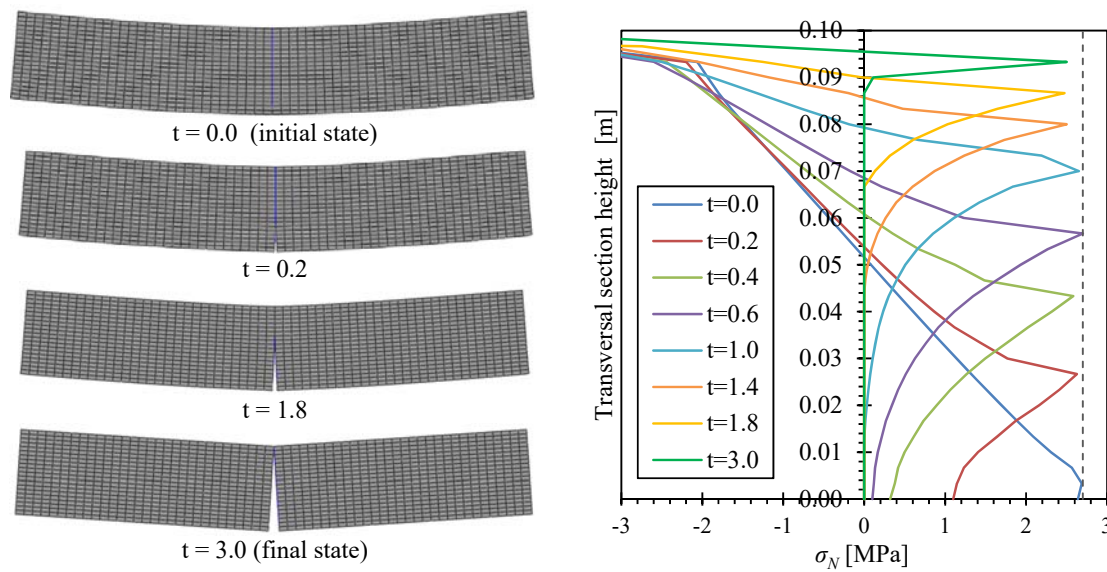 t = 0.0 (initial state)
t = 0.2
t = 1.8
t = 3.0 (final state)
Transversal section height [m]
0.10
0.09
0.08
0.07
0.06
0.05
0.04
0.03
0.02
0.01
0.00
t=0.0
t=0.2
t=0.4
t=0.6
t=1.0
t=1.4
t=1.8
t=3.0
-3 -2 -1 0 1 2 3
σN [MPa]